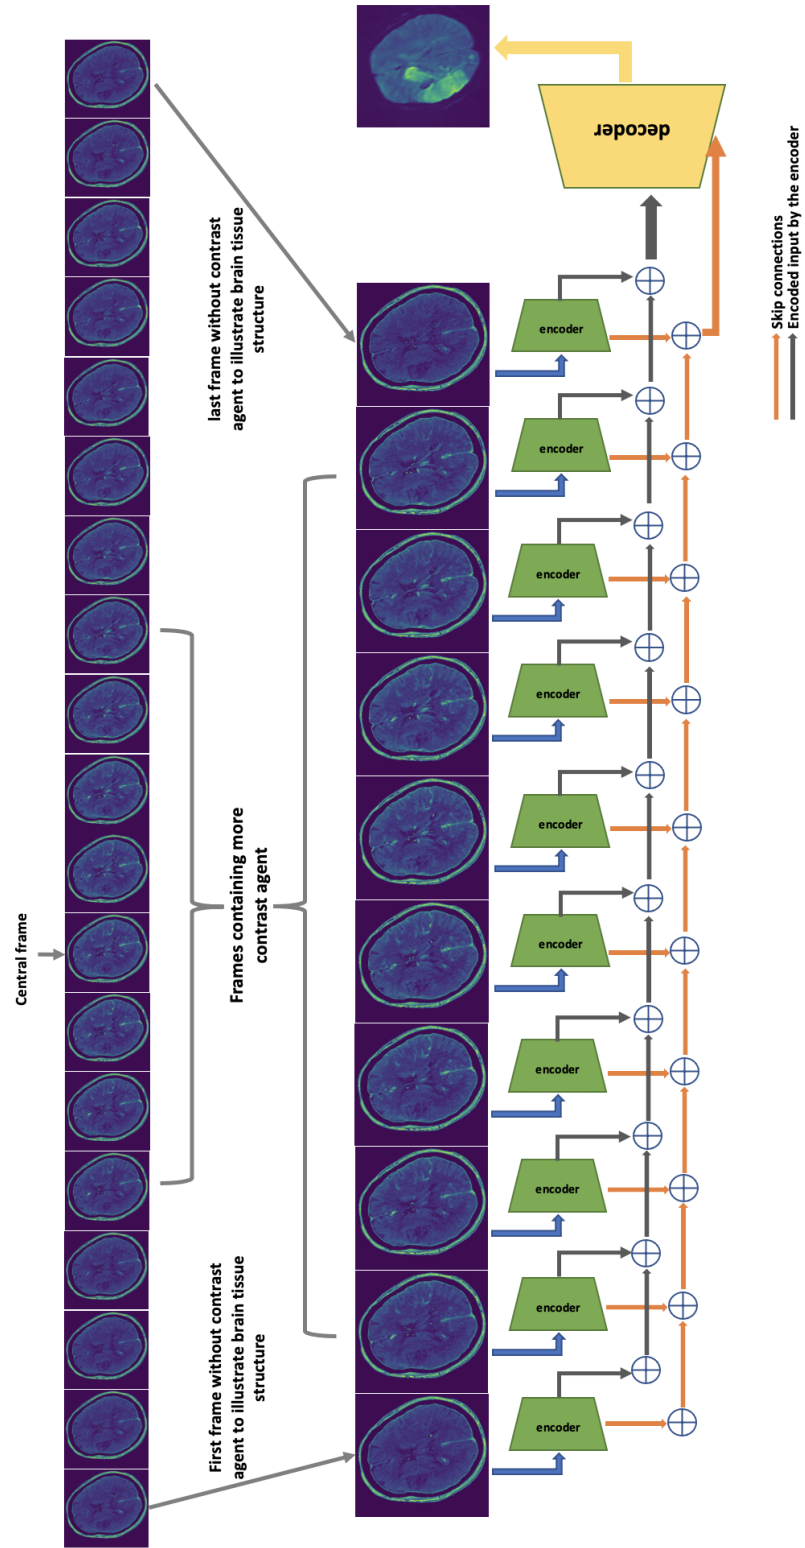 Central frame
First frame without contrast
agent to illustrate brain tissue
structure
Frames containing more
contrast agent
last frame without contrast
agent to illustrate brain tissue
structure
encoder
encoder
encoder
encoder
encoder
encoder
encoder
encoder
encoder
encoder
decoder
Skip connections
Encoded input by the encoder